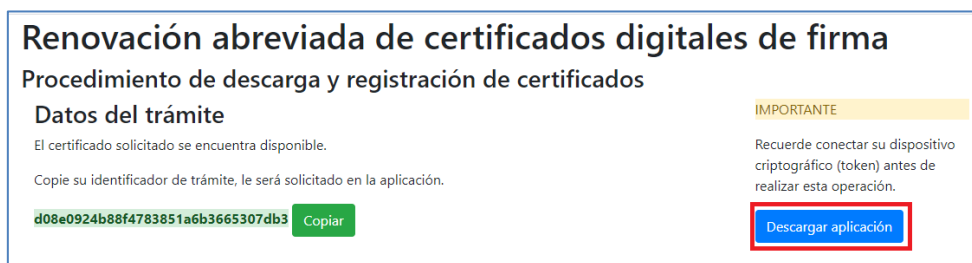 Renovación abreviada de certificados digitales de firma
Procedimiento de descarga y registración de certificados
Datos del trámite
El certificado solicitado se encuentra disponible.
Copie su identificador de trámite, le será solicitado en la aplicación.
d08e0924b88f4783851a6b3665307db3 Copiar
IMPORTANTE
Recuerde conectar su dispositivo
criptográfico (token) antes de
realizar esta operación.
Descargar aplicación